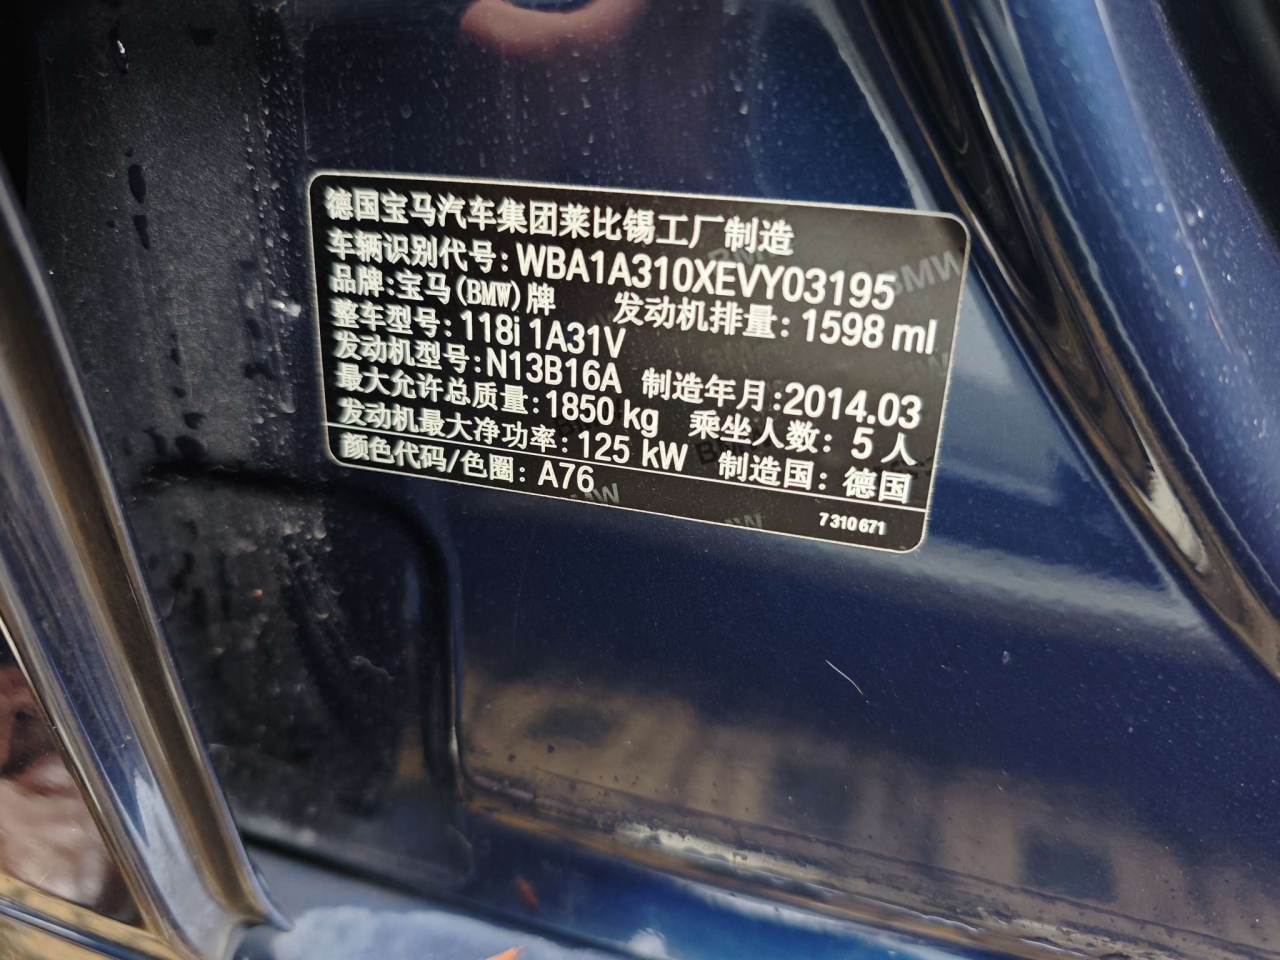 德国宝马汽车集团莱比锡工厂制造
车辆识别代号: WBA1A310XEVY03195
品牌:宝马(BMW)牌 发动机排量: 1598 ml
整车型号: 118i 1A31V
发动机型号: N13B16A 制造年月:2014.03
最大允许总质量: 1850 kg 乘坐人数: 5 人
发动机最大净功率: 125 kW 制造国: 德国
颜色代码/色圈: A76
7 310 671